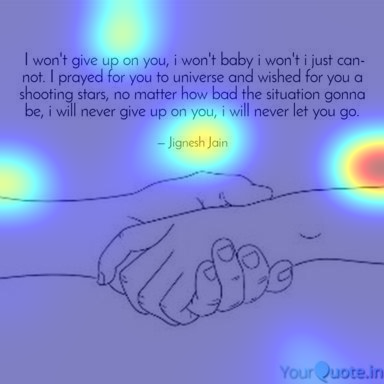 I won't give up on you, i won't baby i won't i just can-
not. I prayed for you to universe and wished for you a
shooting stars, no matter how bad the situation gonna
be, i will never give up on you, i will never let you go.
– Jignesh Jain
YourQuote.in